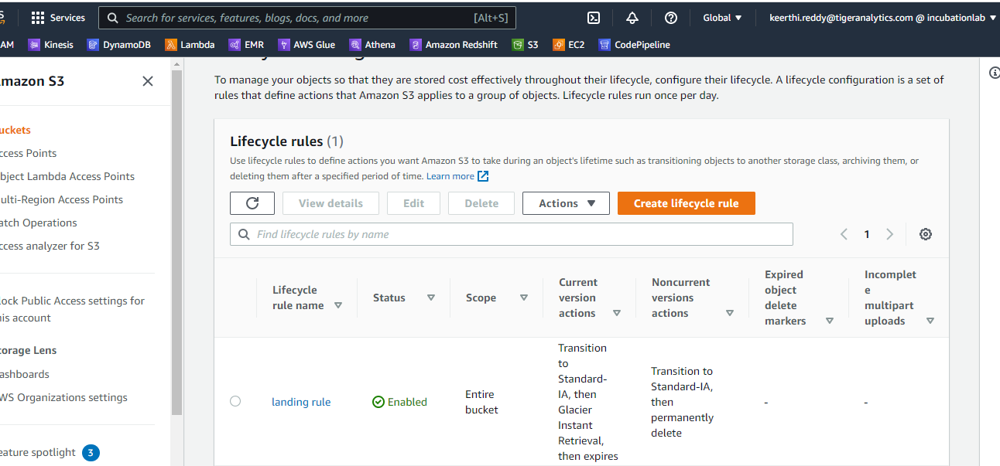 Services
Search for services, features, blogs, docs, and more [Alt+S]
Global ▼
keerthi.reddy@tigeranalytics.com @ incubationlab ▼
AM Kinesis DynamoDB Lambda EMR AWS Glue Athena Amazon Redshift S3 EC2 CodePipeline
mazon S3
uckets
ccess Points
bject Lambda Access Points
ulti-Region Access Points
atch Operations
ccess analyzer for S3
lock Public Access settings for
his account
torage Lens
ashboards
WS Organizations settings
eature spotlight 3
To manage your objects so that they are stored cost effectively throughout their lifecycle, configure their lifecycle. A lifecycle configuration is a set of
rules that define actions that Amazon S3 applies to a group of objects. Lifecycle rules run once per day.
Lifecycle rules (1)
Use lifecycle rules to define actions you want Amazon S3 to take during an object's lifetime such as transitioning objects to another storage class, archiving them, or
deleting them after a specified period of time. Learn more
View details Edit Delete Actions ▼ Create lifecycle rule
Find lifecycle rules by name
1
Lifecycle
rule name
Status
Scope
Current
version
actions
Noncurrent
versions
actions
Expired
object
delete
markers
Incomplet
e
multipart
uploads
landing rule
Enabled
Entire
bucket
Transition
to
Standard-
IA, then
Glacier
Instant
Retrieval,
then expires
Transition to
Standard-IA,
then
permanently
delete
-
-